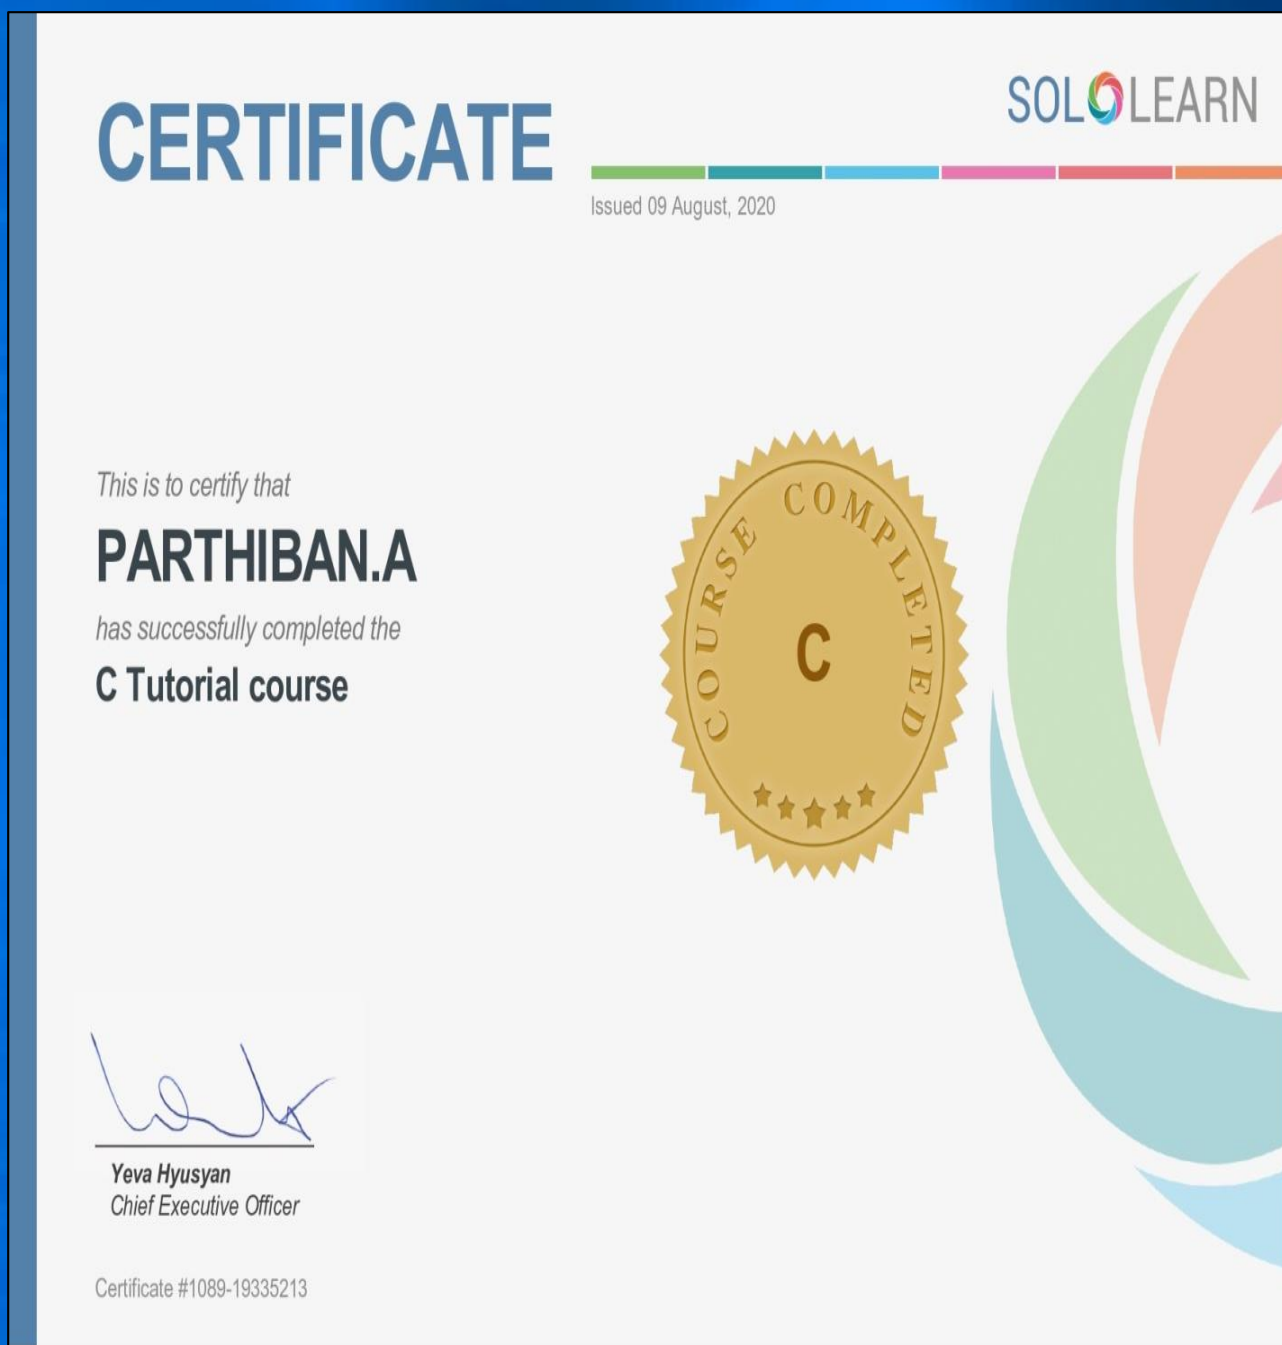 CERTIFICATE
SOLOLEARN
Issued 09 August, 2020
This is to certify that
PARTHIBAN.A
has successfully completed the
C Tutorial course
COURSE COMPLETED
C
Yeva Hyusyan
Chief Executive Officer
Certificate #1089-19335213